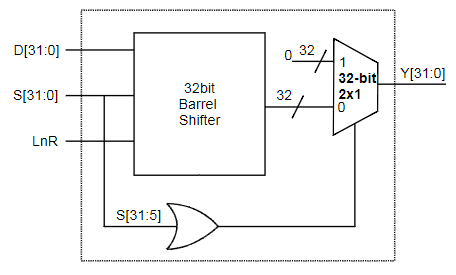 D[31:0]
S[31:0]
LnR
32bit
Barrel
Shifter
0 32
1
32-bit
2x1
0
32
Y[31:0]
S[31:5]